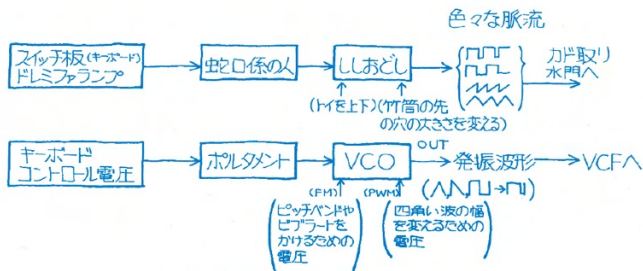 色々な脈流
スイッチ板(キーボード)
ドレミファランプ
蛇口係の人
ししおどし
カド取り
水門へ
(トイを上下)
(竹筒の先
の穴の大きさを変える)
キーボード
コントロール電圧
ポルタメント
VCO
OUT
発振波形
VCFへ
(FM)
(PWM)
ピッチベンドや
ビブラートを
かけるための
電圧
四角い波の幅
を変えるための
電圧